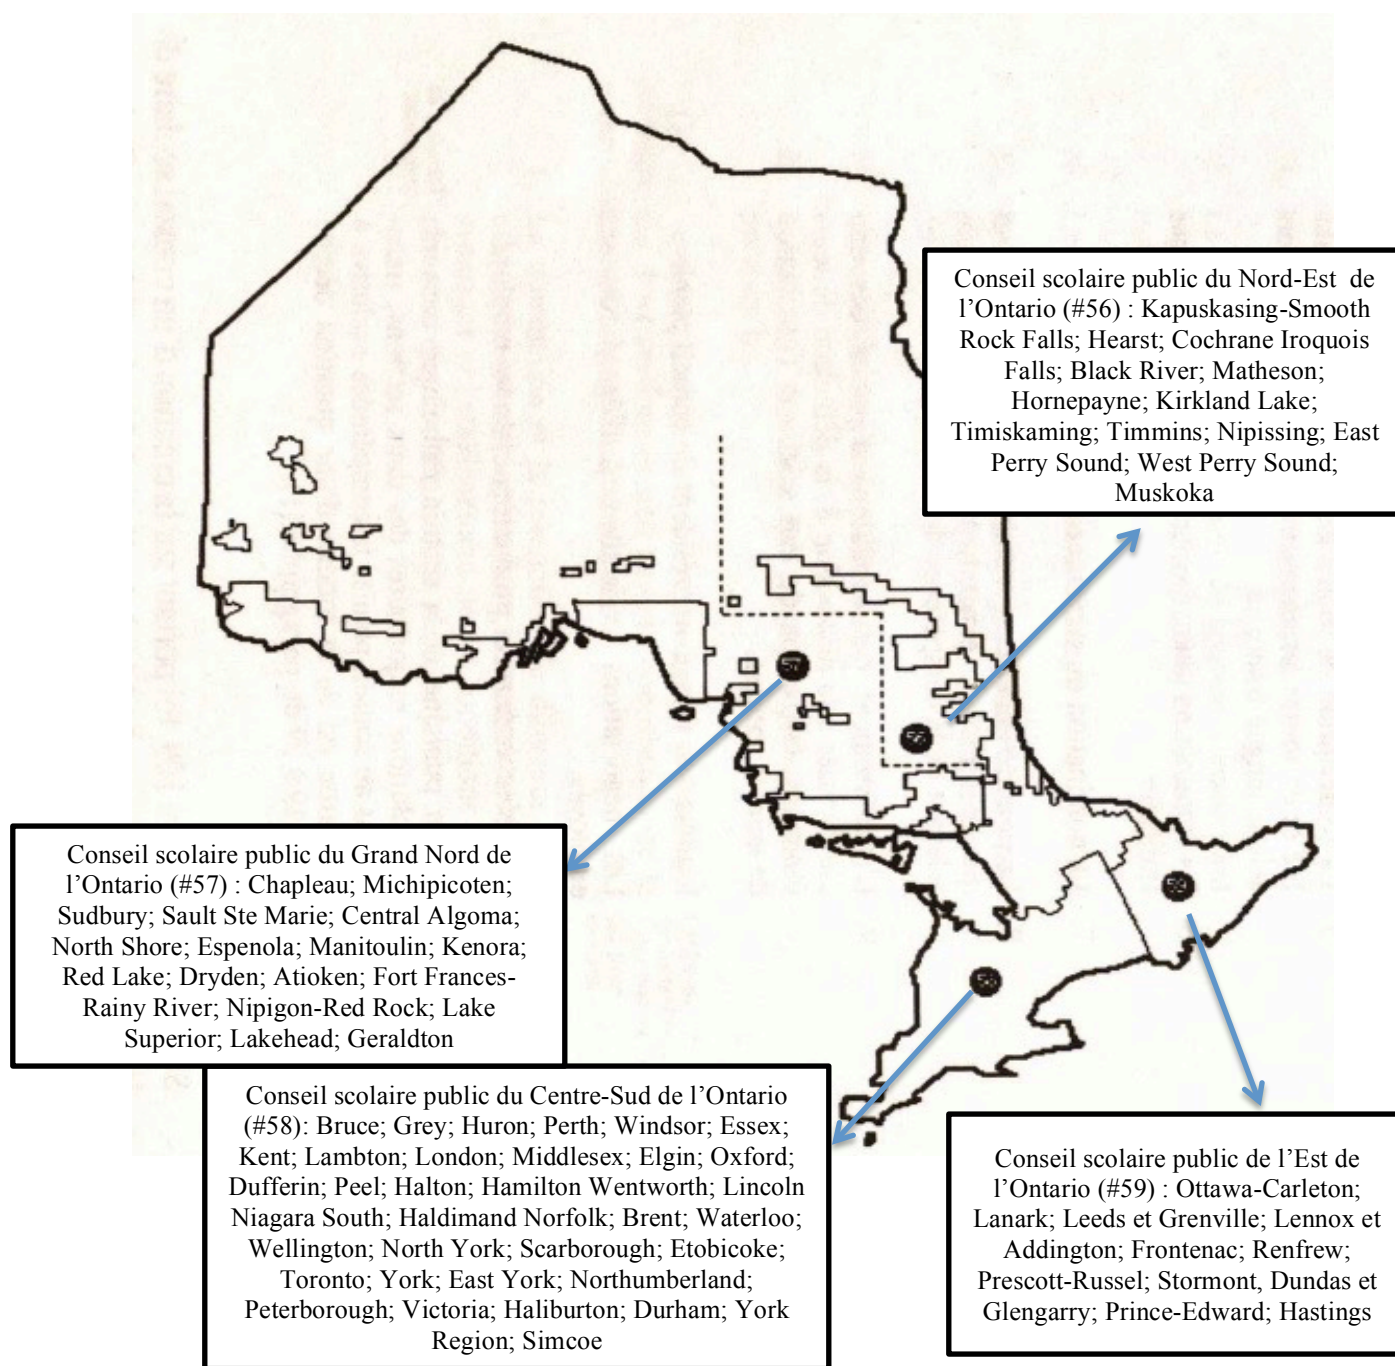 Conseil scolaire public du Nord-Est de
l’Ontario (#56) : Kapuskasing-Smooth
Rock Falls; Hearst; Cochrane Iroquois
Falls; Black River; Matheson;
Hornepayne; Kirkland Lake;
Timiskaming; Timmins; Nipissing; East
Perry Sound; West Perry Sound;
Muskoka
Conseil scolaire public du Grand Nord de
l’Ontario (#57) : Chapleau; Michipicoten;
Sudbury; Sault Ste Marie; Central Algoma;
North Shore; Espenola; Manitoulin; Kenora;
Red Lake; Dryden; Atioken; Fort Frances-
Rainy River; Nipigon-Red Rock; Lake
Superior; Lakehead; Geraldton
Conseil scolaire public du Centre-Sud de l’Ontario
(#58): Bruce; Grey; Huron; Perth; Windsor; Essex;
Kent; Lambton; London; Middlesex; Elgin; Oxford;
Dufferin; Peel; Halton; Hamilton Wentworth; Lincoln
Niagara South; Haldimand Norfolk; Brent; Waterloo;
Wellington; North York; Scarborough; Etobicoke;
Toronto; York; East York; Northumberland;
Peterborough; Victoria; Haliburton; Durham; York
Region; Simcoe
Conseil scolaire public de l’Est de
l’Ontario (#59) : Ottawa-Carleton;
Lanark; Leeds et Grenville; Lennox et
Addington; Frontenac; Renfrew;
Prescott-Russel; Stormont, Dundas et
Glengarry; Prince-Edward; Hastings